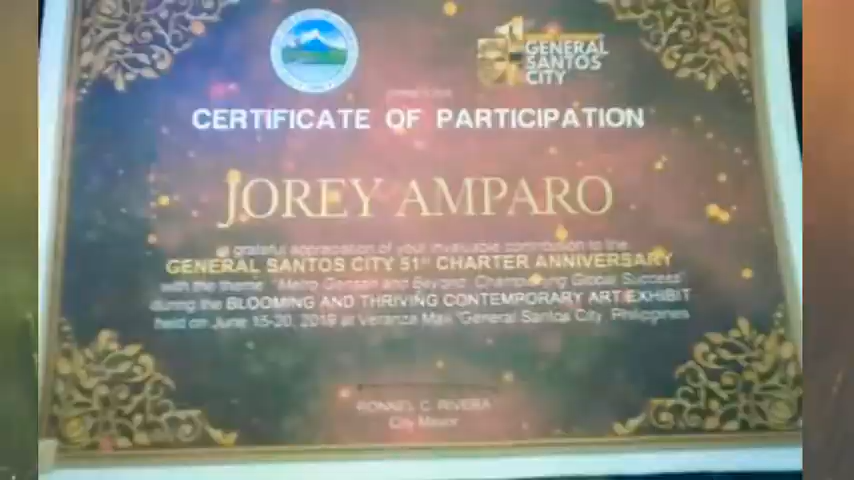 GENERAL
SANTOS
CITY
CERTIFICATE OF PARTICIPATION
JOREY AMPARO
grateful appreciation of your invaluable contribution to the
GENERAL SANTOS CITY 51st CHARTER ANNIVERSARY
with the theme "Metro Gensan and Beyond: Championing Global Success"
during the BLOOMING AND THRIVING CONTEMPORARY ART EXHIBIT
held on June 15-20, 2019 at Veranza Mall General Santos City, Philippines
RONNEL C. RIVERA
City Mayor